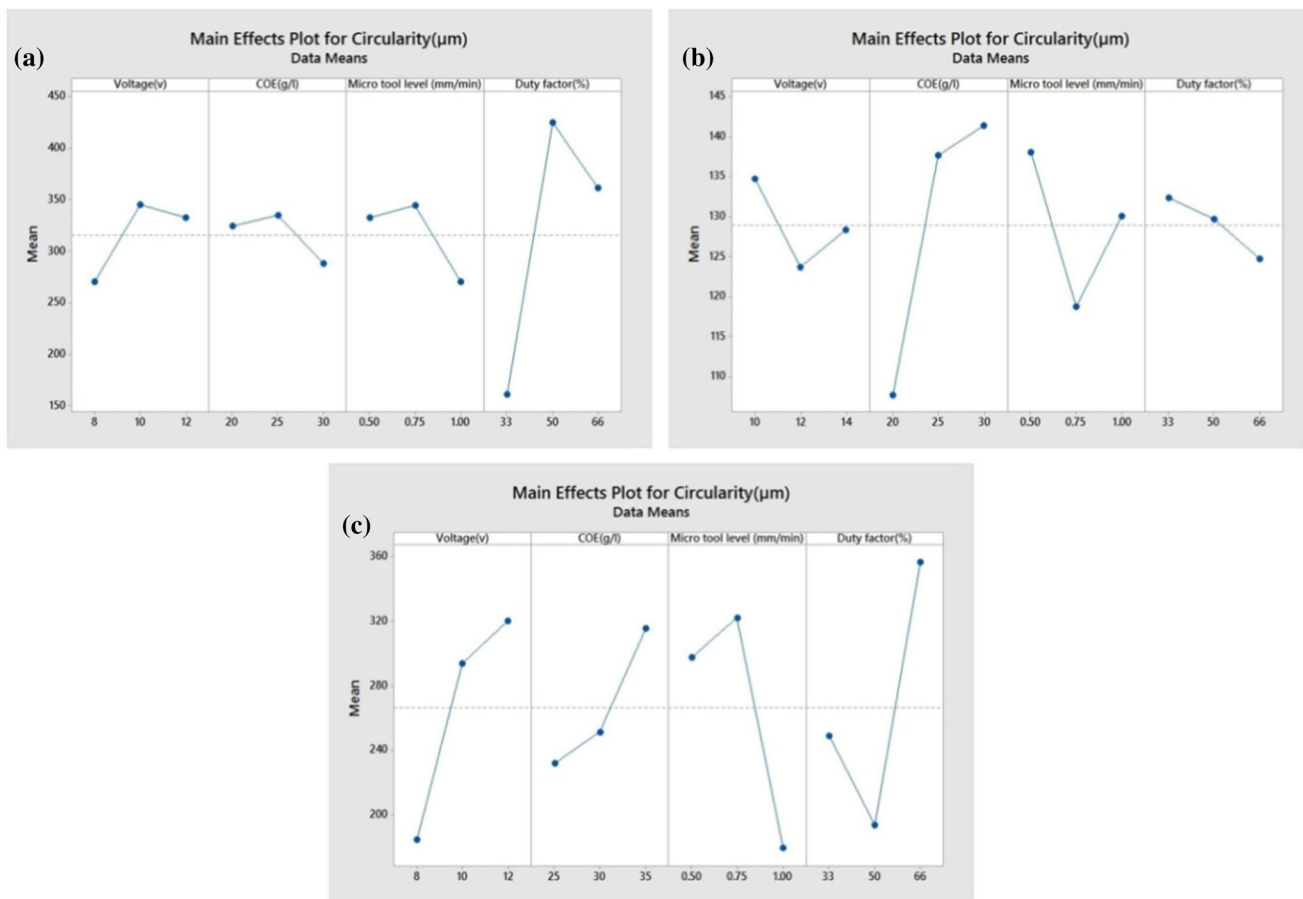 (a)
Main Effects Plot for Circularity(μm)
Data Means
Voltage(v) COE(g/l) Micro tool level (mm/min) Duty factor(%)
450
400
350
300
250
200
150
Mean
8 10 12 20 25 30 0.50 0.75 1.00 33 50 66
(b)
Main Effects Plot for Circularity(μm)
Data Means
Voltage(v) COE(g/l) Micro tool level (mm/min) Duty factor(%)
145
140
135
130
125
120
115
110
Mean
10 12 14 20 25 30 0.50 0.75 1.00 33 50 66
(c)
Main Effects Plot for Circularity(μm)
Data Means
Voltage(v) COE(g/l) Micro tool level (mm/min) Duty factor(%)
360
320
280
240
200
Mean
8 10 12 25 30 35 0.50 0.75 1.00 33 50 66